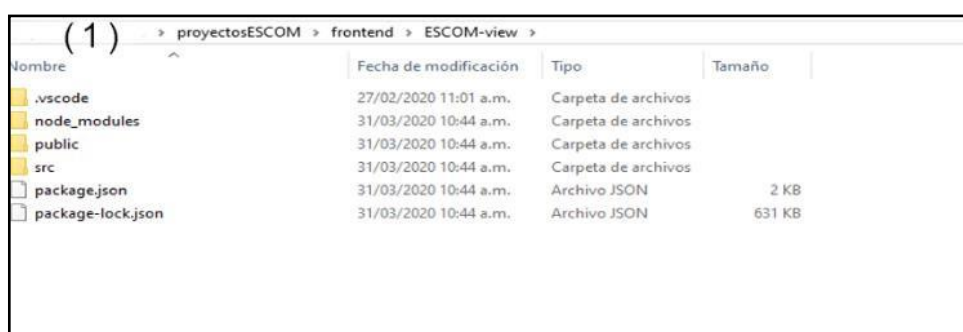 (1) > proyectosESCOM > frontend > ESCOM-view >
Nombre Fecha de modificación Tipo Tamaño
.vscode 27/02/2020 11:01 a.m. Carpeta de archivos
node_modules 31/03/2020 10:44 a.m. Carpeta de archivos
public 31/03/2020 10:44 a.m. Carpeta de archivos
src 31/03/2020 10:44 a.m. Carpeta de archivos
package.json 31/03/2020 10:44 a.m. Archivo JSON 2 KB
package-lock.json 31/03/2020 10:44 a.m. Archivo JSON 631 KB